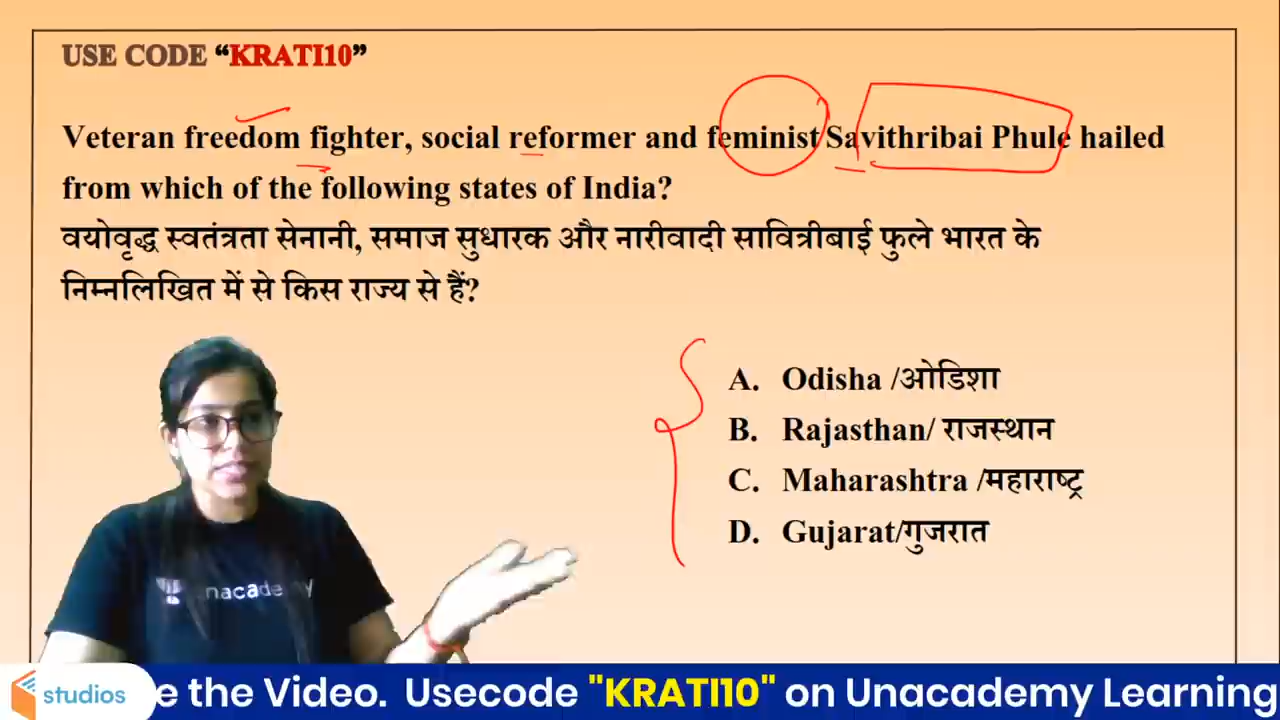 USE CODE “KRATI10”
Veteran freedom fighter, social reformer and feminist Savithribai Phule hailed
from which of the following states of India?
वयोवृद्ध स्वतंत्रता सेनानी, समाज सुधारक और नारीवादी सावित्रीबाई फुले भारत के
निम्नलिखित में से किस राज्य से हैं?
A. Odisha /ओडिशा
B. Rajasthan/ राजस्थान
C. Maharashtra /महाराष्ट्र
D. Gujarat/गुजरात
unacademy
studios
e the Video. Usecode "KRATI10" on Unacademy Learning